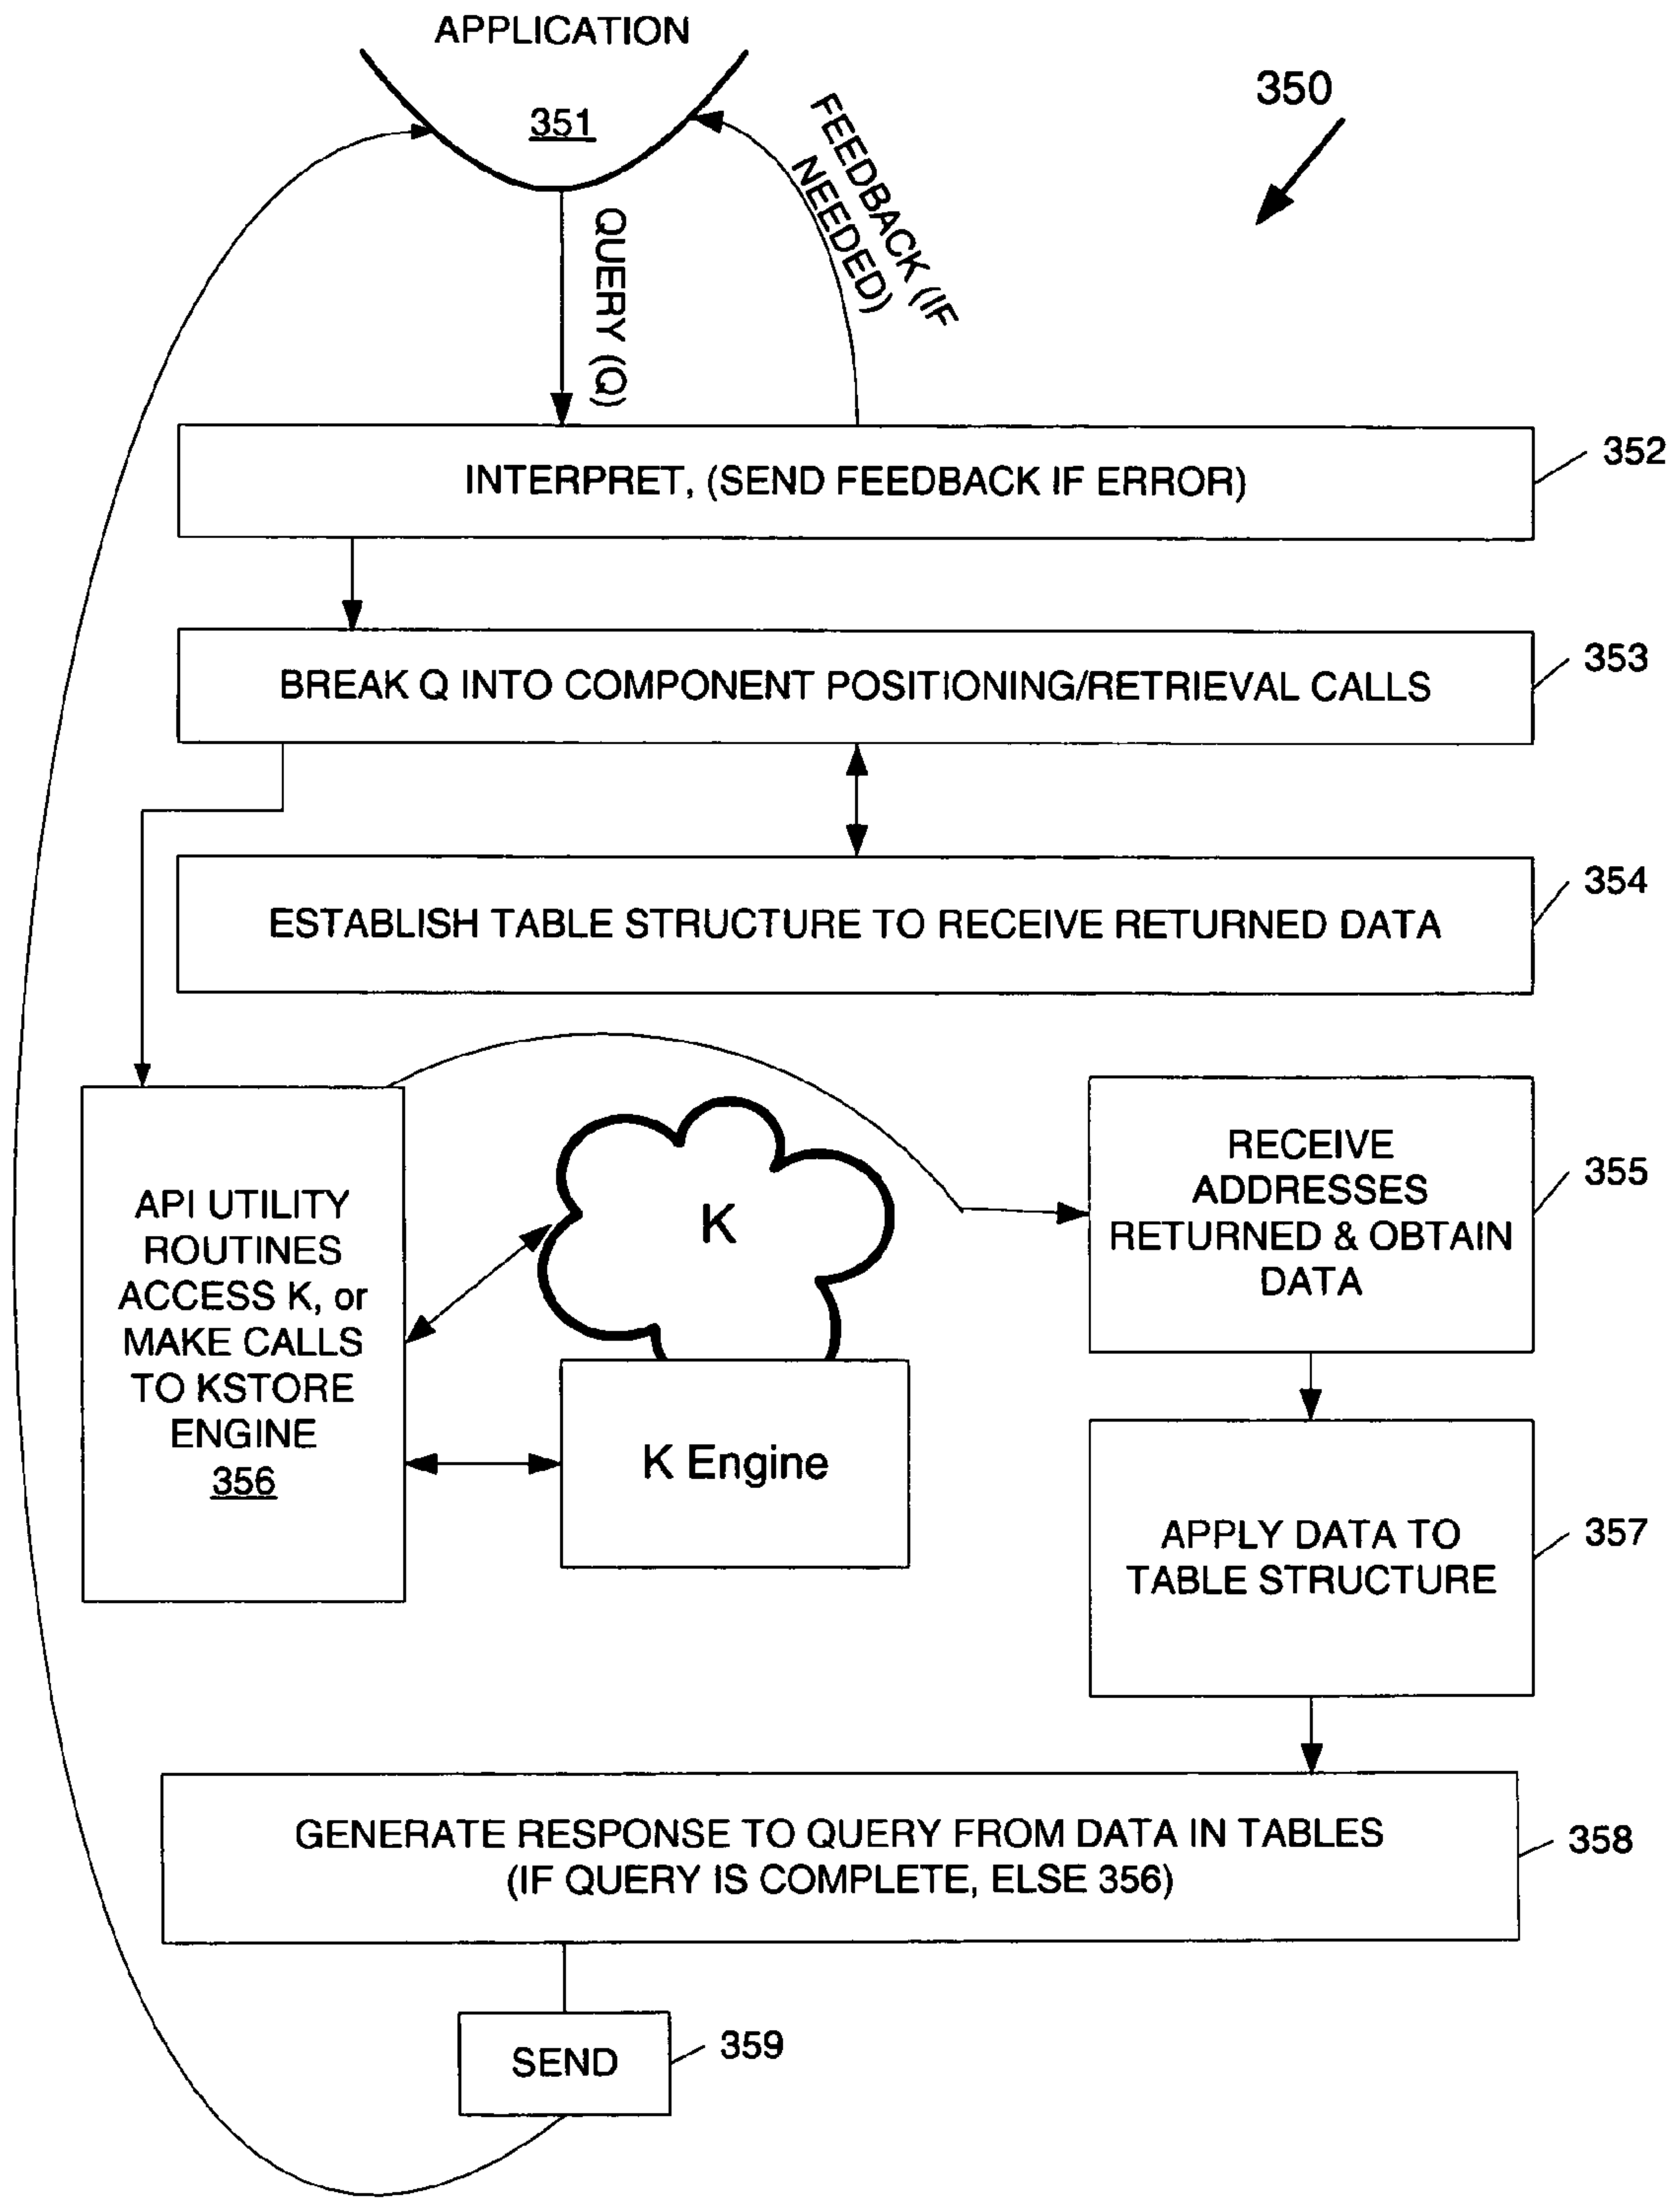 APPLICATION
350
351
FEEDBACK (IF
NEEDED)
QUERY (Q)
INTERPRET, (SEND FEEDBACK IF ERROR)
352
BREAK Q INTO COMPONENT POSITIONING/RETRIEVAL CALLS
353
ESTABLISH TABLE STRUCTURE TO RECEIVE RETURNED DATA
354
API UTILITY
ROUTINES
ACCESS K, or
MAKE CALLS
TO KSTORE
ENGINE
356
K
K Engine
RECEIVE
ADDRESSES
RETURNED & OBTAIN
DATA
355
APPLY DATA TO
TABLE STRUCTURE
357
GENERATE RESPONSE TO QUERY FROM DATA IN TABLES
(IF QUERY IS COMPLETE, ELSE 356)
358
SEND
359